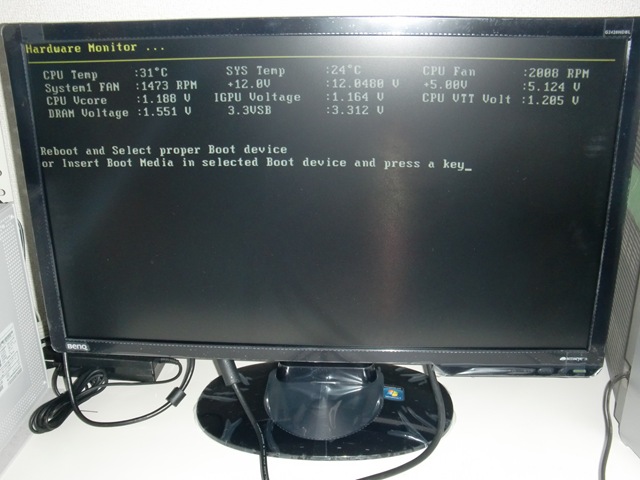 Hardware Monitor ...
CPU Temp :31°C SYS Temp :24°C CPU Fan :2008 RPM
System1 FAN :1473 RPM +12.0V :12.0480 V +5.00V :5.124 V
CPU Vcore :1.188 V IGPU Voltage :1.164 V CPU VTT Volt :1.205 V
DRAM Voltage :1.551 V 3.3VSB :3.312 V
Reboot and Select proper Boot device
or Insert Boot Media in selected Boot device and press a key_
BenQ